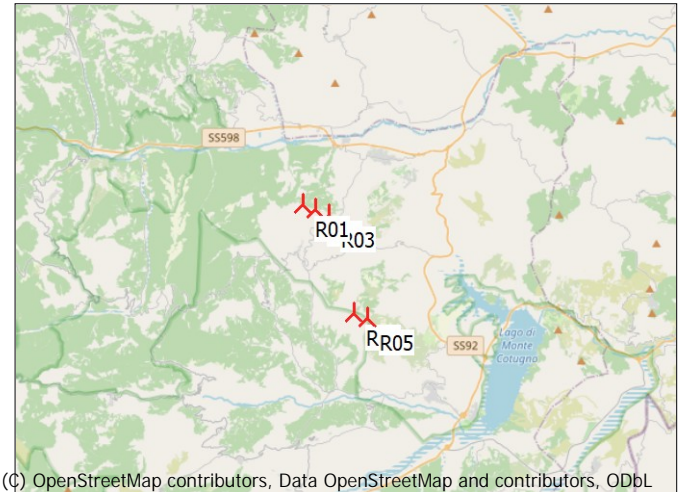 SS598
R01
R03
R05
SS92
Lago di
Monte
Cotugno
(C) OpenStreetMap contributors, Data OpenStreetMap and contributors, ODbL